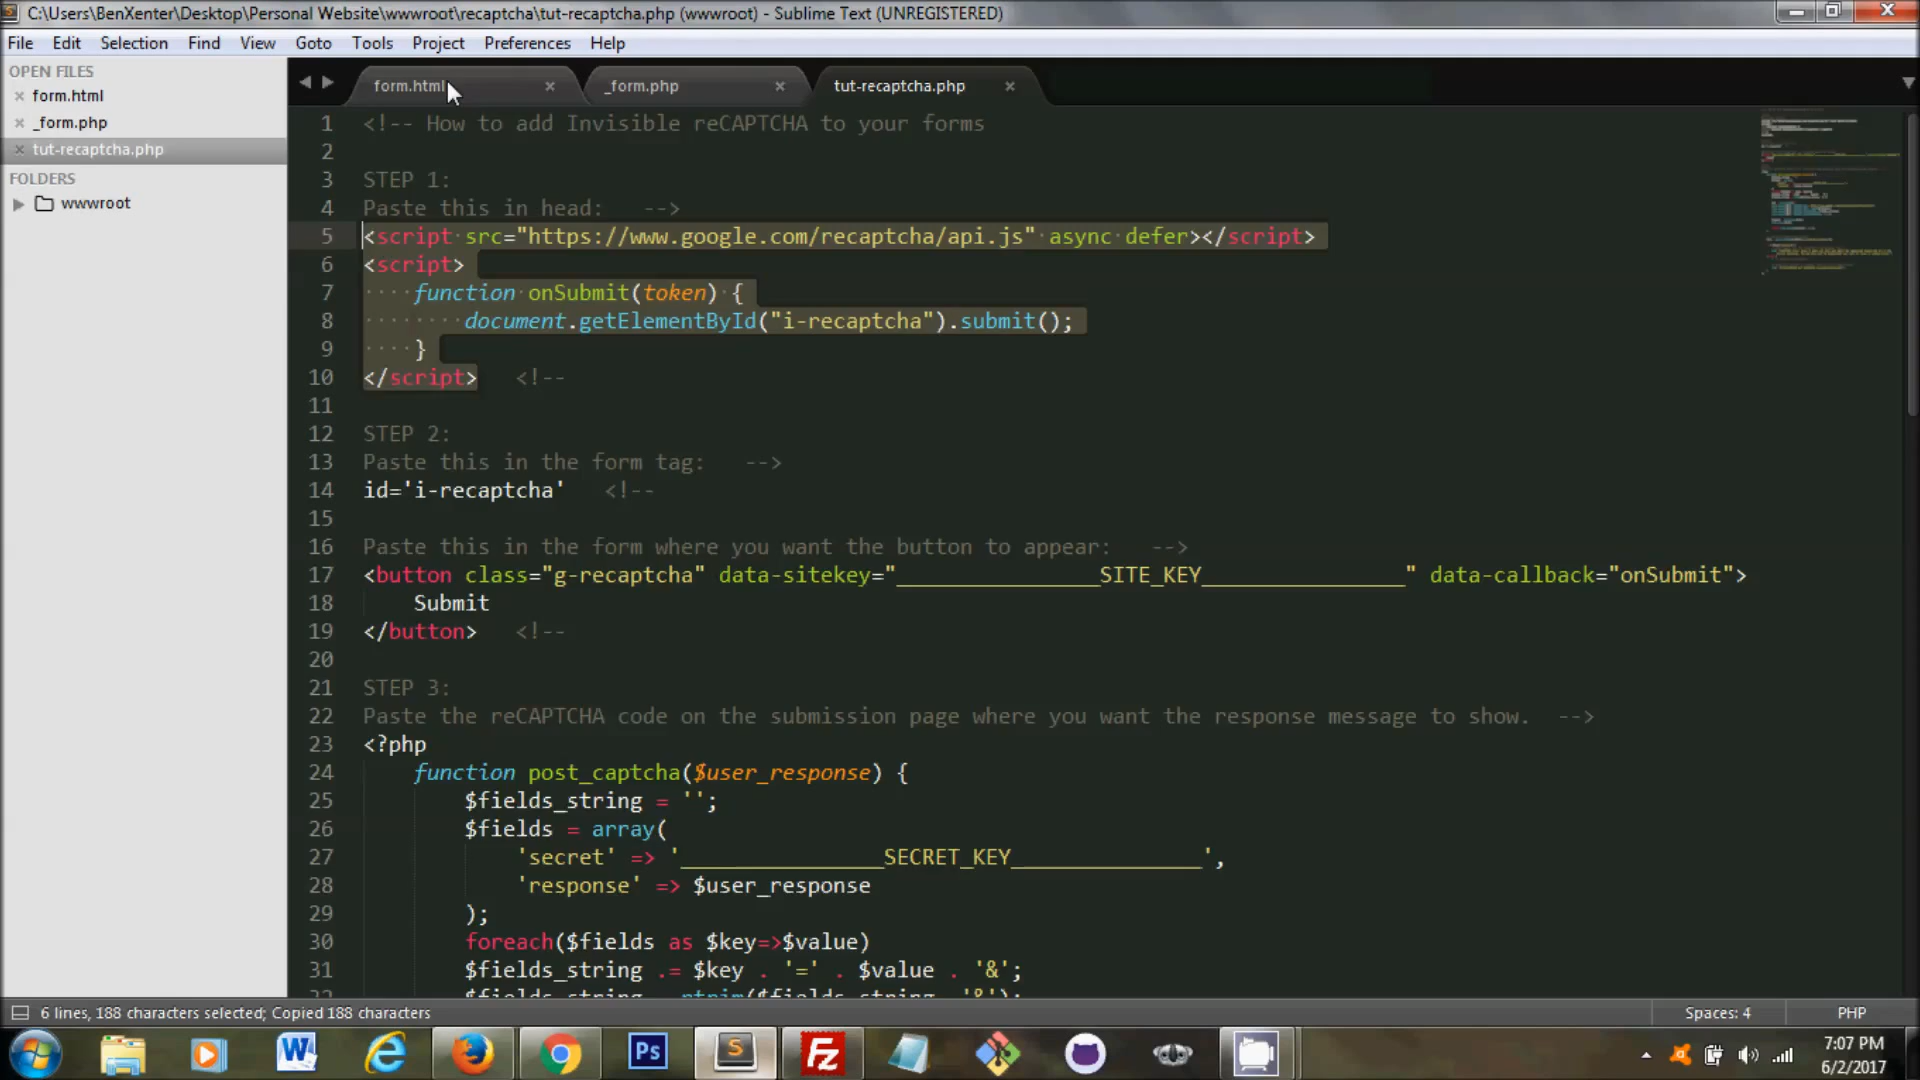 C:\Users\BenXenter\Desktop\Personal Website\wwwroot\recaptcha\tut-recaptcha.php (wwwroot) - Sublime Text (UNREGISTERED)
File Edit Selection Find View Goto Tools Project Preferences Help
OPEN FILES
form.html
_form.php
tut-recaptcha.php
FOLDERS
wwwroot
form.html _form.php tut-recaptcha.php
1 <!-- How to add Invisible reCAPTCHA to your forms
2
3 STEP 1:
4 Paste this in head:   -->
5 <script src="https://www.google.com/recaptcha/api.js" async defer></script>
6 <script>
7     function onSubmit(token) {
8         document.getElementById("i-recaptcha").submit();
9     }
10 </script>   <!--
11
12 STEP 2:
13 Paste this in the form tag:   -->
14 id='i-recaptcha'   <!--
15
16 Paste this in the form where you want the button to appear:   -->
17 <button class="g-recaptcha" data-sitekey="________________SITE_KEY________________" data-callback="onSubmit">
18     Submit
19 </button>   <!--
20
21 STEP 3:
22 Paste the reCAPTCHA code on the submission page where you want the response message to show.  -->
23 <?php
24     function post_captcha($user_response) {
25         $fields_string = '';
26         $fields = array(
27             'secret' => '________________SECRET_KEY_______________',
28             'response' => $user_response
29         );
30         foreach($fields as $key=>$value)
31         $fields_string .= $key . '=' . $value . '&';
6 lines, 188 characters selected; Copied 188 characters
Spaces: 4
PHP
Ps
7:07 PM
6/2/2017